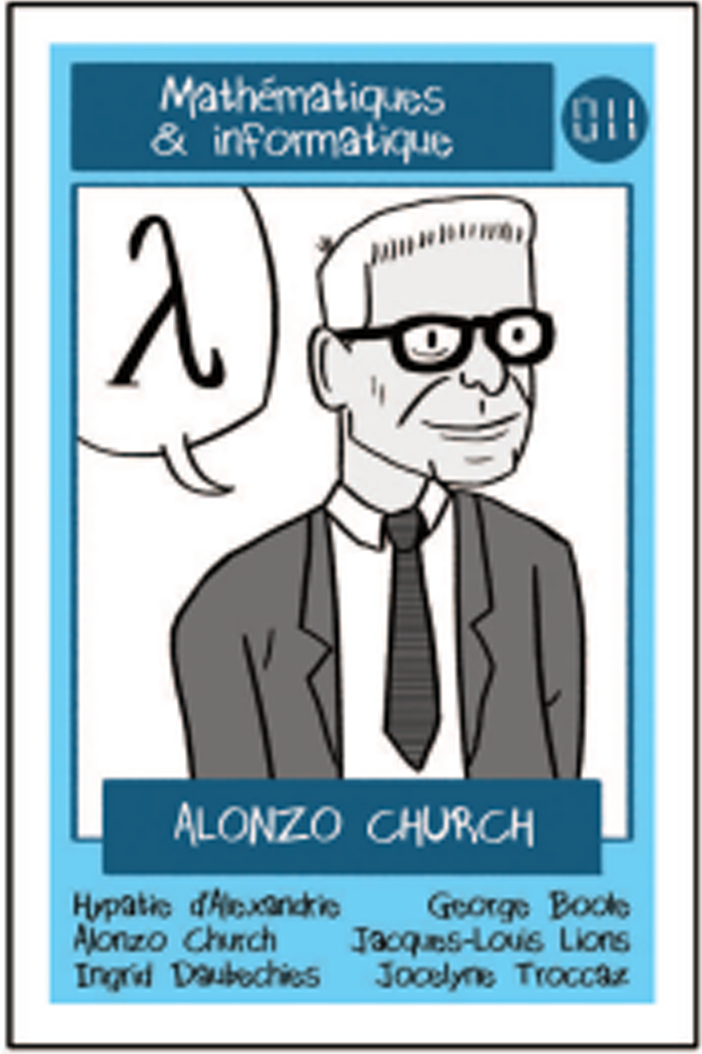 Mathématiques
& informatique
011
λ
ALONZO CHURCH
Hypatie d'Alexandrie
George Boole
Alonzo Church
Jacques-Louis Lions
Ingrid Daubechies
Jocelyne Troccaz